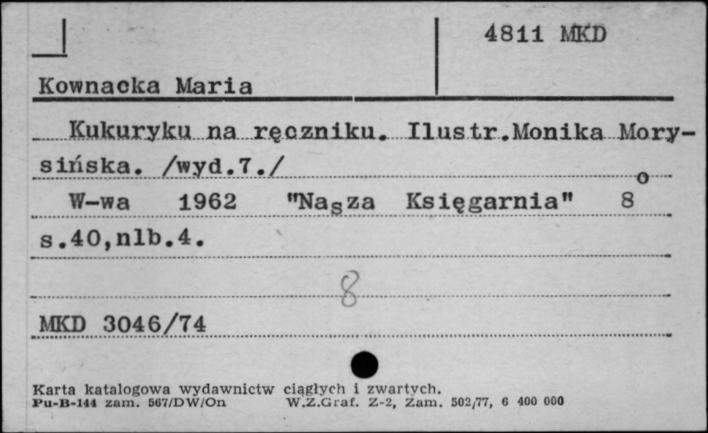 4811 MKD
Kownacka Maria
Kukuryku na ręczniku. Ilustr.Monika Mory-
sińska. /wyd.7./
W-wa 1962 "Nasza Księgarnia" 8o
s.40,nlb.4.
8
MKD 3046/74
Karta katalogowa wydawnictw ciągłych i zwartych.
Pu-B-144 zam. 567/DW/On W.Z.Graf. Z-2, Zam. 502/77, 6 400 000